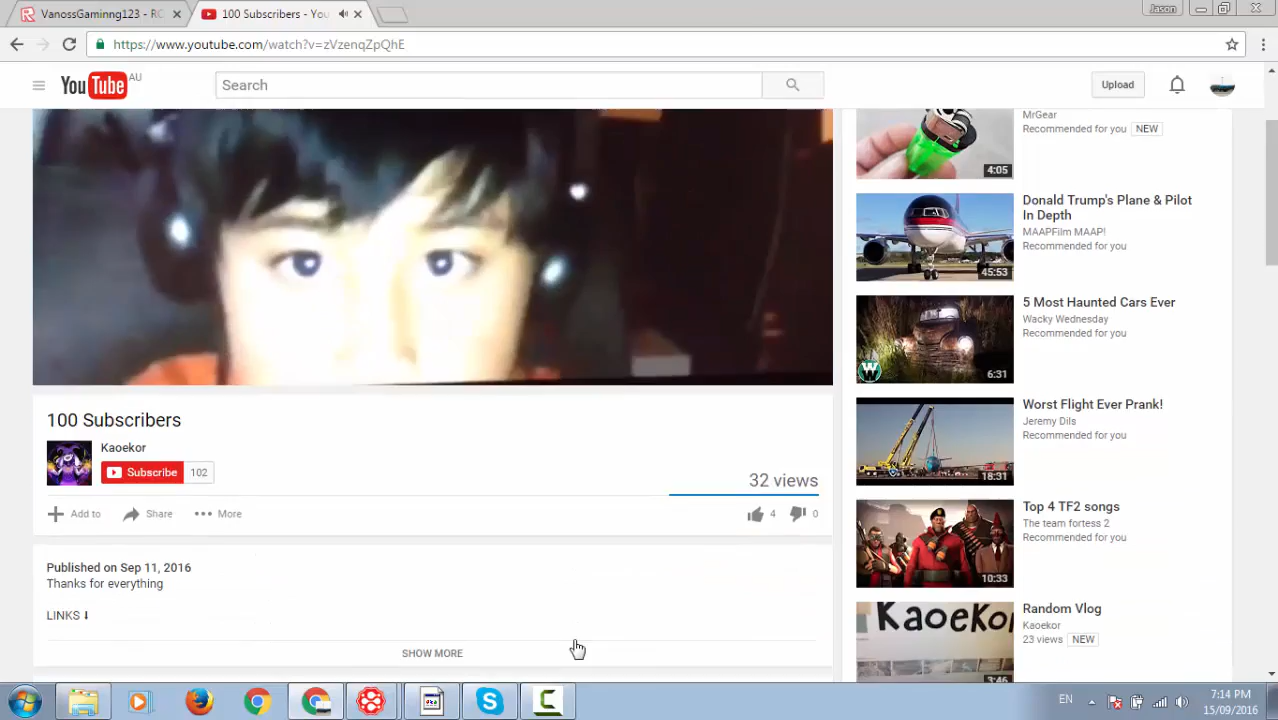 VanossGaminng123 - RC
100 Subscribers - You
Jason
https://www.youtube.com/watch?v=zVzenqZpQhE
YouTube AU
Search
Upload
MrGear
Recommended for you NEW
4:05
Donald Trump's Plane & Pilot
In Depth
MAAPFilm MAAP!
Recommended for you
45:53
5 Most Haunted Cars Ever
Wacky Wednesday
Recommended for you
W
6:31
Worst Flight Ever Prank!
Jeremy Dils
Recommended for you
18:31
Top 4 TF2 songs
The team fortress 2
Recommended for you
10:33
Kaoekor
Random Vlog
Kaoekor
23 views NEW
3:46
100 Subscribers
Kaoekor
Subscribe 102
32 views
Add to Share More
4 0
Published on Sep 11, 2016
Thanks for everything
LINKS ⬇
SHOW MORE
EN
7:14 PM
15/09/2016